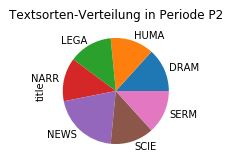 Textsorten-Verteilung in Periode P2
LEGA
HUMA
DRAM
NARR
title
NEWS
SCIE
SERM